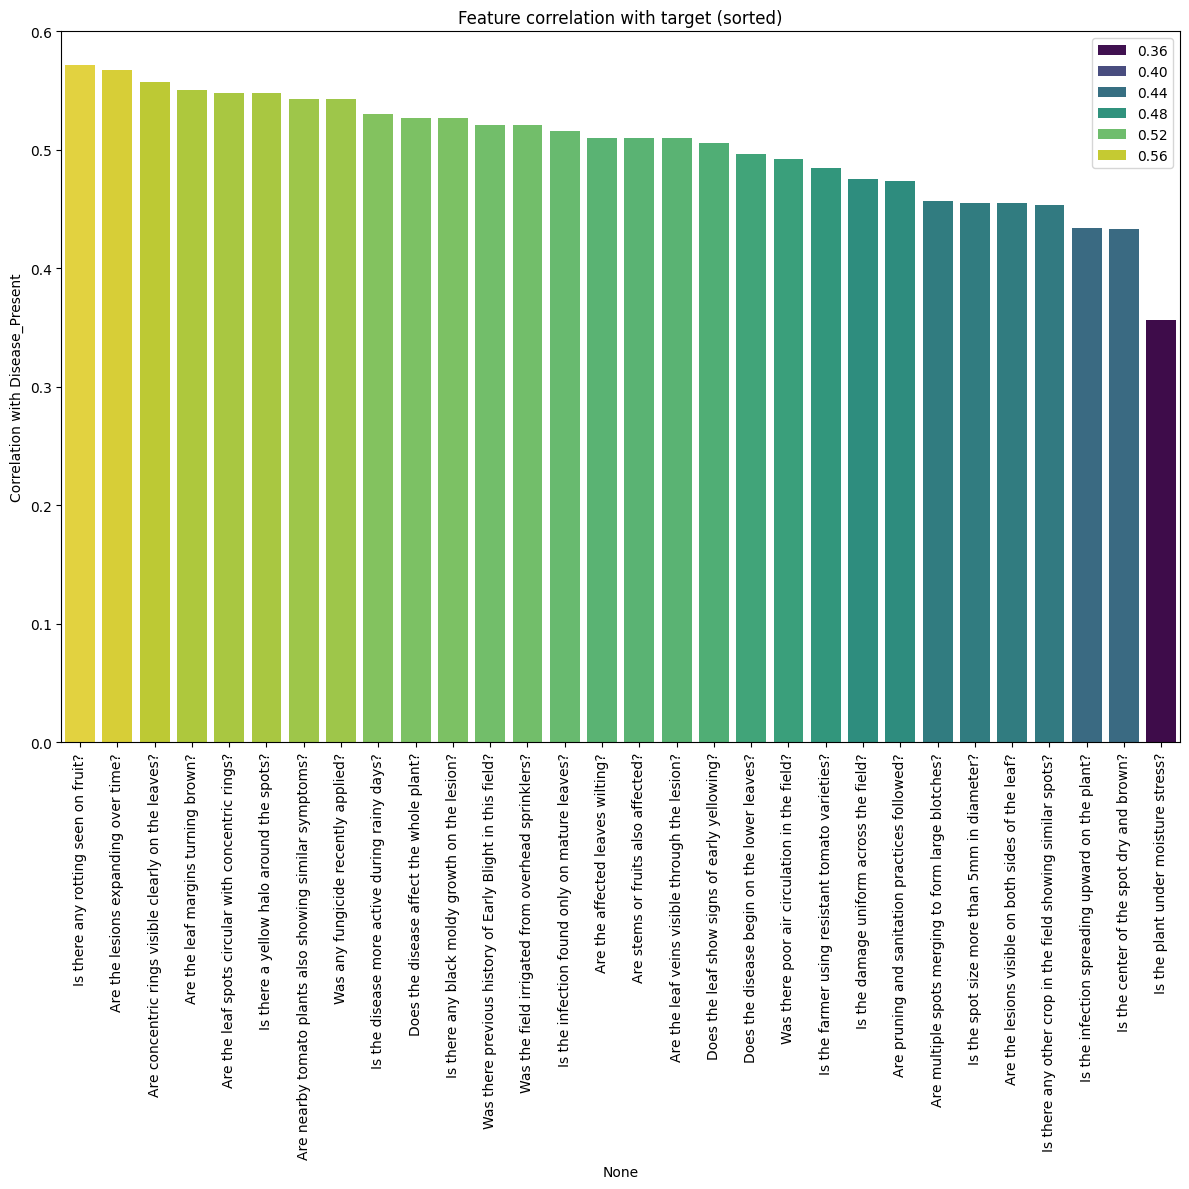 Feature correlation with target (sorted)
0.6
0.5
0.4
0.3
0.2
0.1
0.0
Correlation with Disease_Present
0.36
0.40
0.44
0.48
0.52
0.56
Is there any rotting seen on fruit?
Are the lesions expanding over time?
Are concentric rings visible clearly on the leaves?
Are the leaf margins turning brown?
Are the leaf spots circular with concentric rings?
Is there a yellow halo around the spots?
Are nearby tomato plants also showing similar symptoms?
Was any fungicide recently applied?
Is the disease more active during rainy days?
Does the disease affect the whole plant?
Is there any black moldy growth on the lesion?
Was there previous history of Early Blight in this field?
Was the field irrigated from overhead sprinklers?
Is the infection found only on mature leaves?
Are the affected leaves wilting?
Are stems or fruits also affected?
Are the leaf veins visible through the lesion?
Does the leaf show signs of early yellowing?
Does the disease begin on the lower leaves?
Was there poor air circulation in the field?
Is the farmer using resistant tomato varieties?
Is the damage uniform across the field?
Are pruning and sanitation practices followed?
Are multiple spots merging to form large blotches?
Is the spot size more than 5mm in diameter?
Are the lesions visible on both sides of the leaf?
Is there any other crop in the field showing similar spots?
Is the infection spreading upward on the plant?
Is the center of the spot dry and brown?
Is the plant under moisture stress?
None